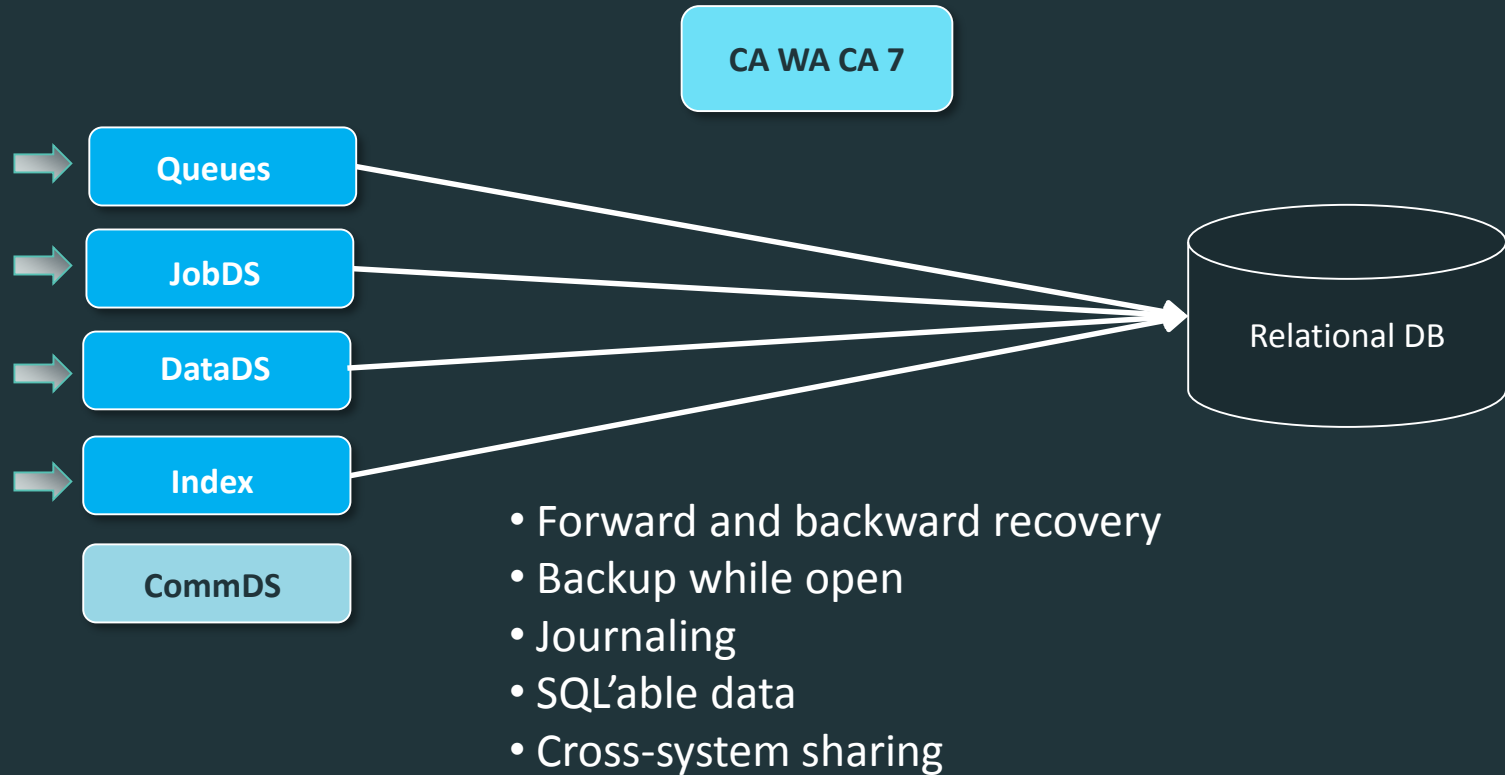 CA WA CA 7
Queues
JobDS
DataDS
Index
CommDS
Relational DB
• Forward and backward recovery
• Backup while open
• Journaling
• SQL’able data
• Cross-system sharing